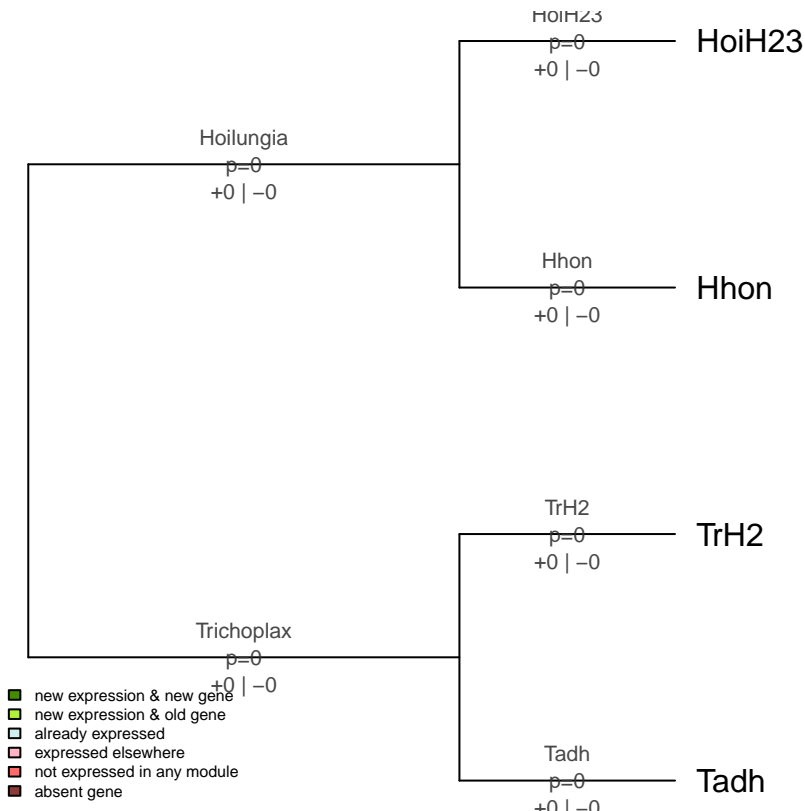 HoiH23
p=0
+0 | −0
HoiH23
Hoilungia
p=0
+0 | −0
Hhon
p=0
+0 | −0
Hhon
TrH2
p=0
+0 | −0
TrH2
Trichoplax
p=0
+0 | −0
new expression & new gene
new expression & old gene
already expressed
expressed elsewhere
not expressed in any module
absent gene
Tadh
p=0
+0 | −0
Tadh